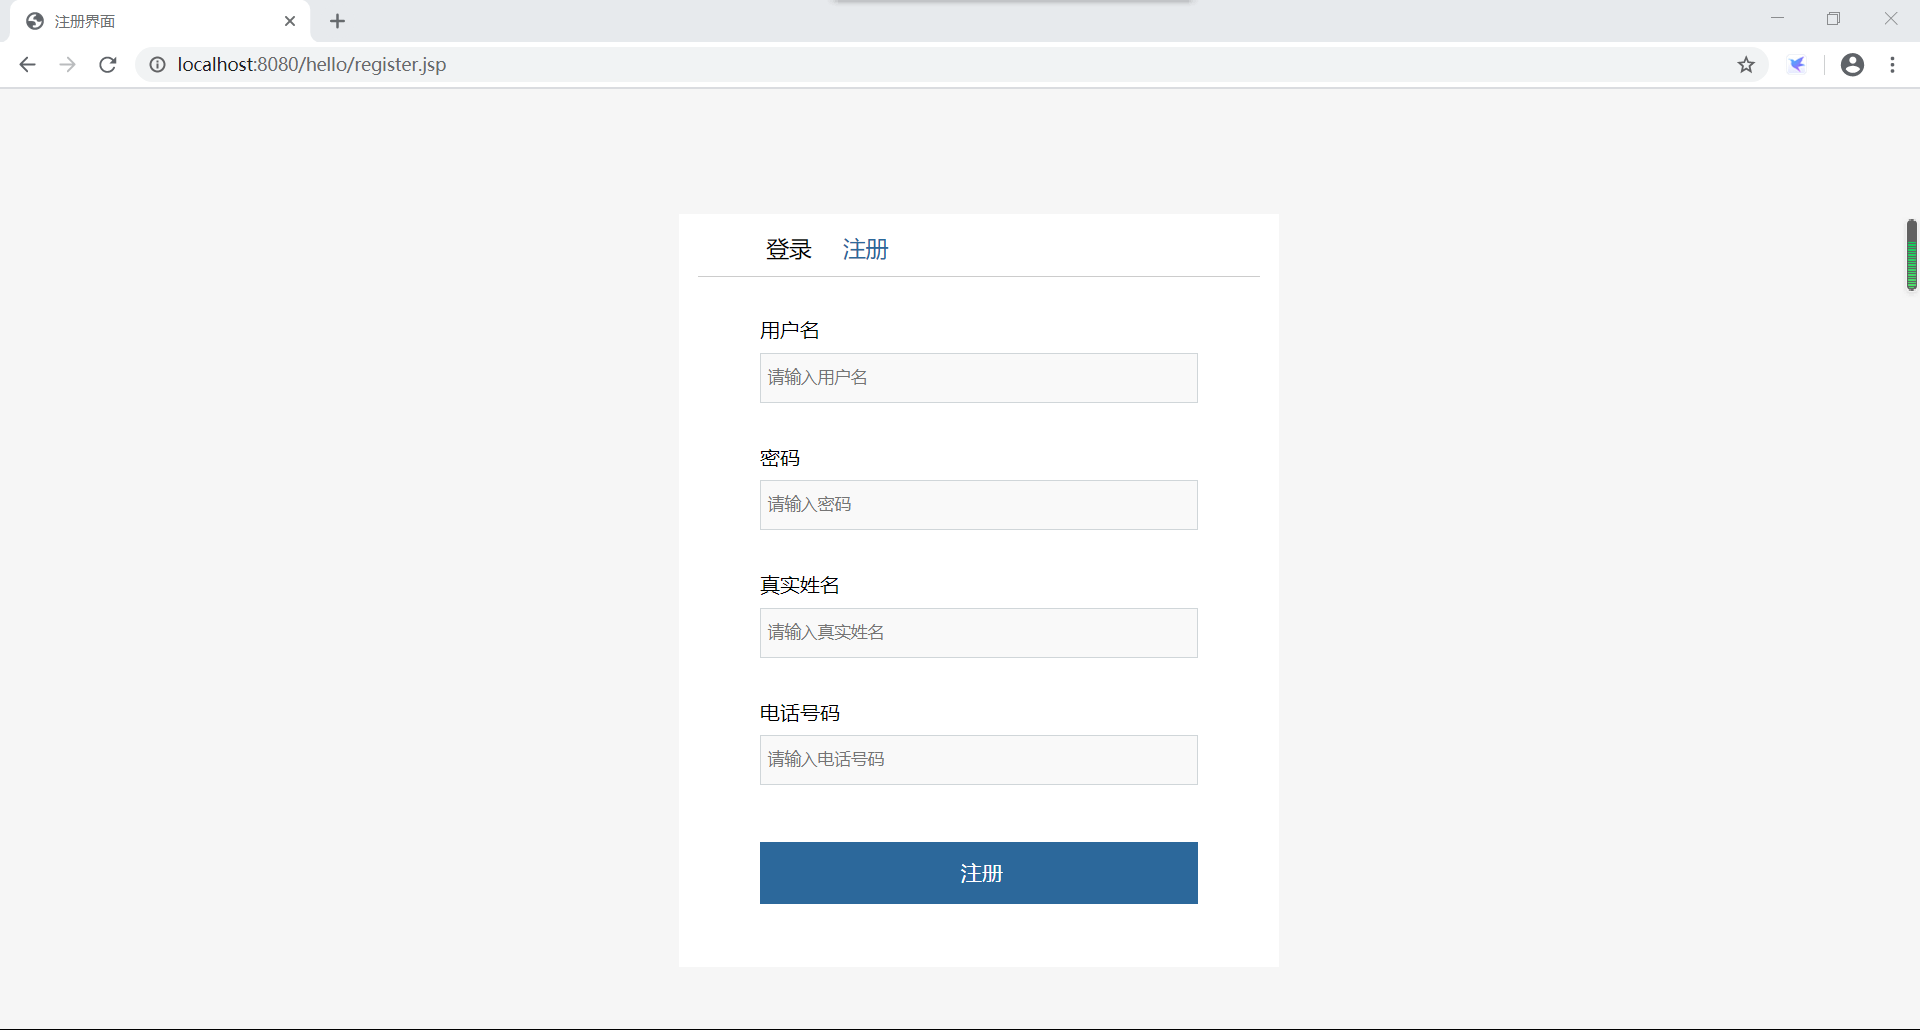 注册界面
localhost:8080/hello/register.jsp
登录 注册
用户名
请输入用户名
密码
请输入密码
真实姓名
请输入真实姓名
电话号码
请输入电话号码
注册